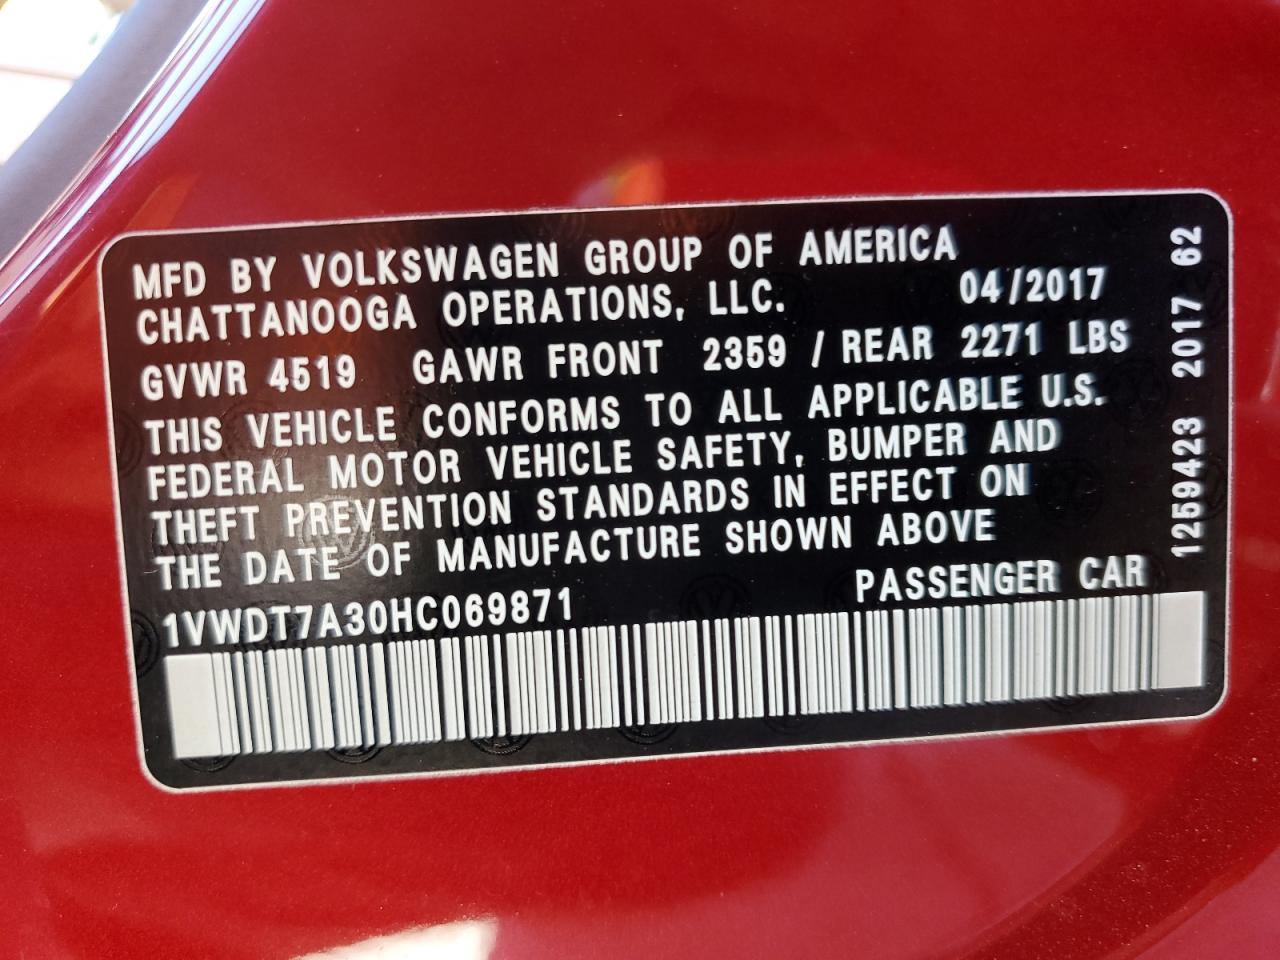 MFD BY VOLKSWAGEN GROUP OF AMERICA
CHATTANOOGA OPERATIONS, LLC. 04/2017
GVWR 4519 GAWR FRONT 2359 / REAR 2271 LBS
THIS VEHICLE CONFORMS TO ALL APPLICABLE U.S.
FEDERAL MOTOR VEHICLE SAFETY, BUMPER AND
THEFT PREVENTION STANDARDS IN EFFECT ON
THE DATE OF MANUFACTURE SHOWN ABOVE
1VWDT7A30HC069871 PASSENGER CAR
1259423 2017 62